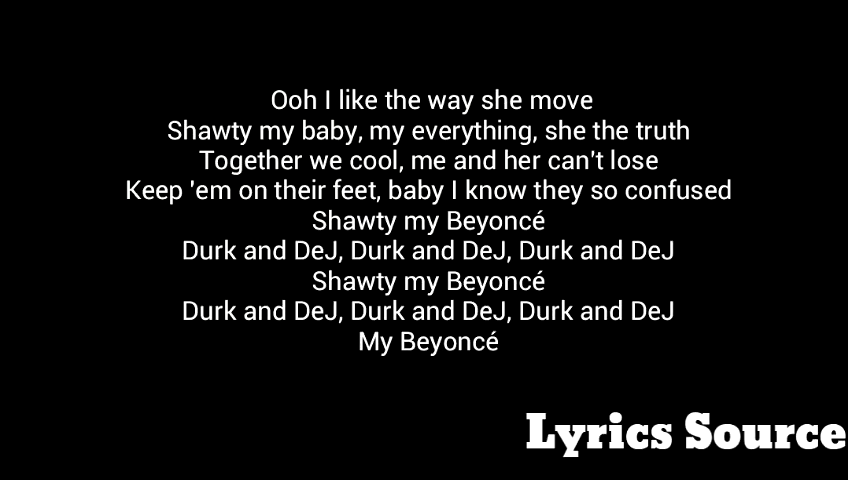 Ooh I like the way she move
Shawty my baby, my everything, she the truth
Together we cool, me and her can't lose
Keep 'em on their feet, baby I know they so confused
Shawty my Beyoncé
Durk and DeJ, Durk and DeJ, Durk and DeJ
Shawty my Beyoncé
Durk and DeJ, Durk and DeJ, Durk and DeJ
My Beyoncé
Lyrics Source